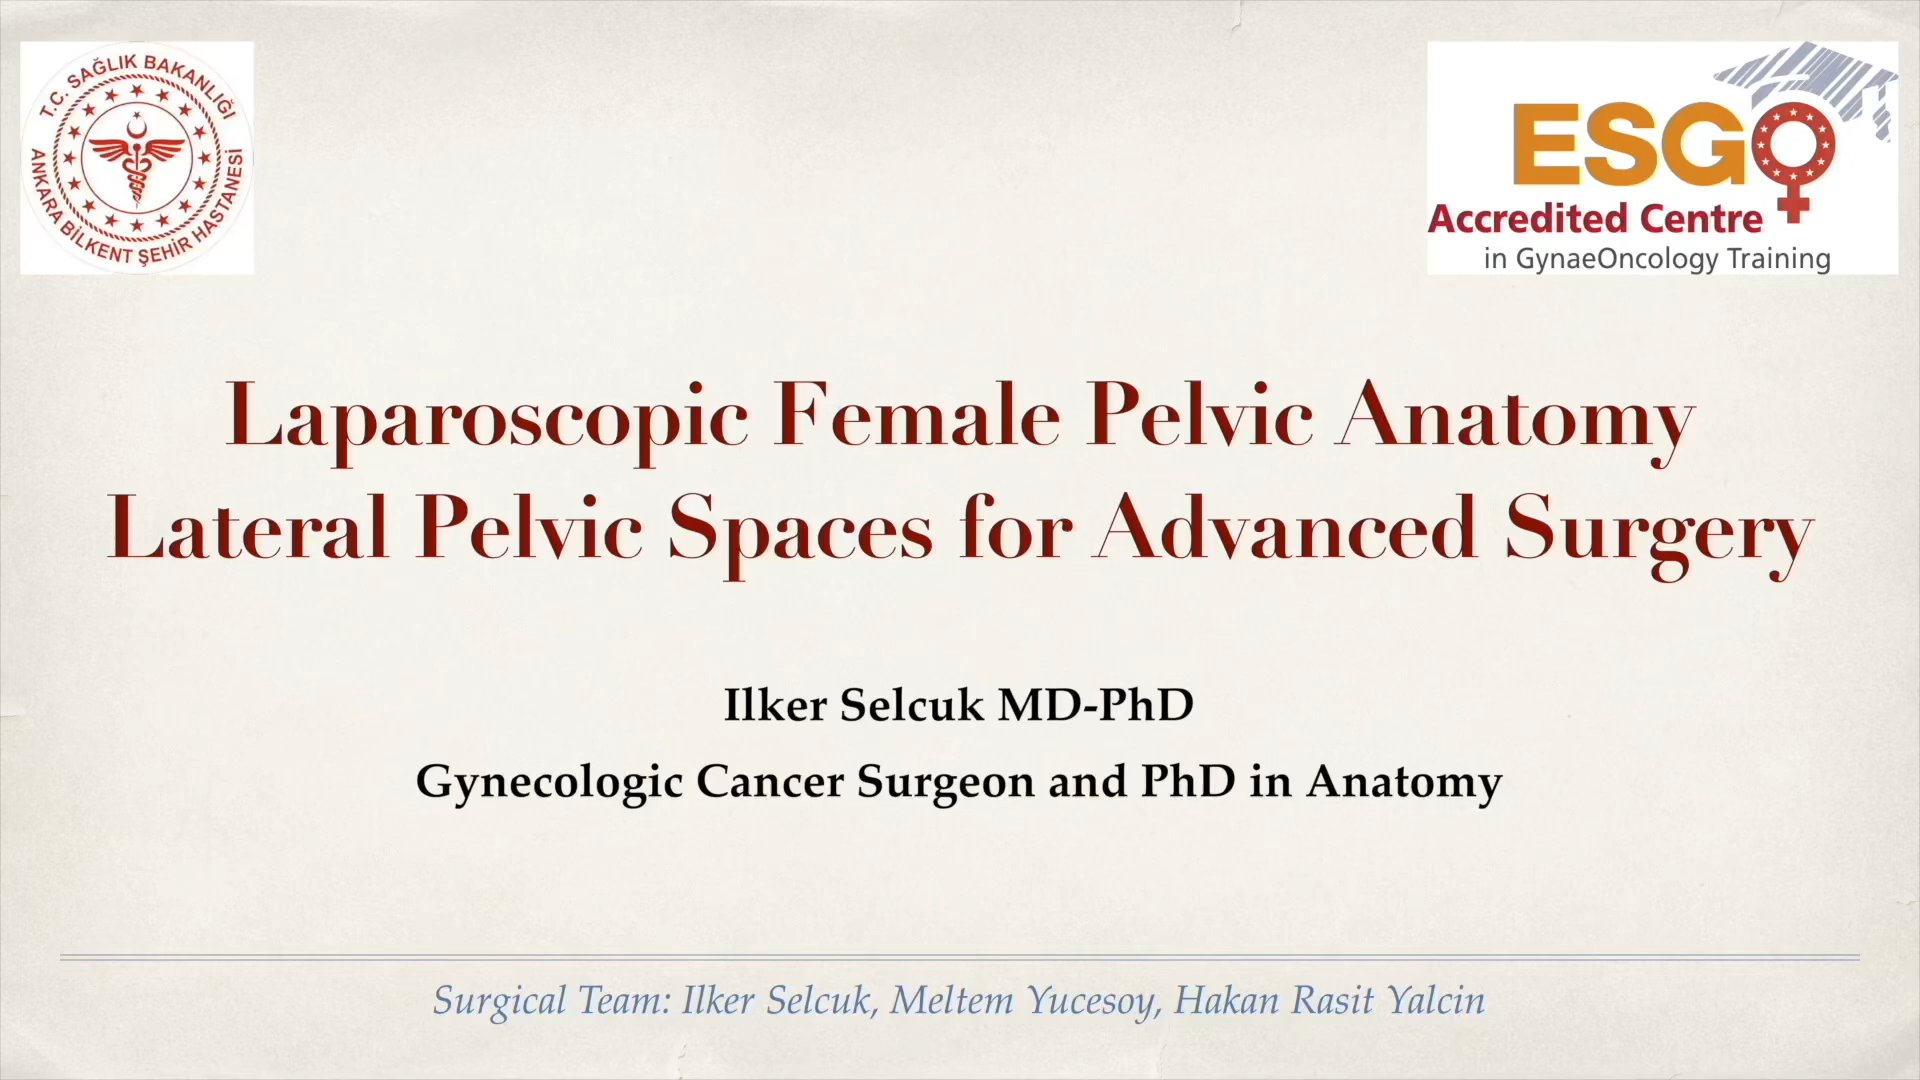 T.C. SAĞLIK BAKANLIĞI
ANKARA BİLKENT ŞEHİR HASTANESİ
ESGO
Accredited Centre
in GynaeOncology Training
Laparoscopic Female Pelvic Anatomy
Lateral Pelvic Spaces for Advanced Surgery
Ilker Selcuk MD-PhD
Gynecologic Cancer Surgeon and PhD in Anatomy
Surgical Team: Ilker Selcuk, Meltem Yucesoy, Hakan Rasit Yalcin